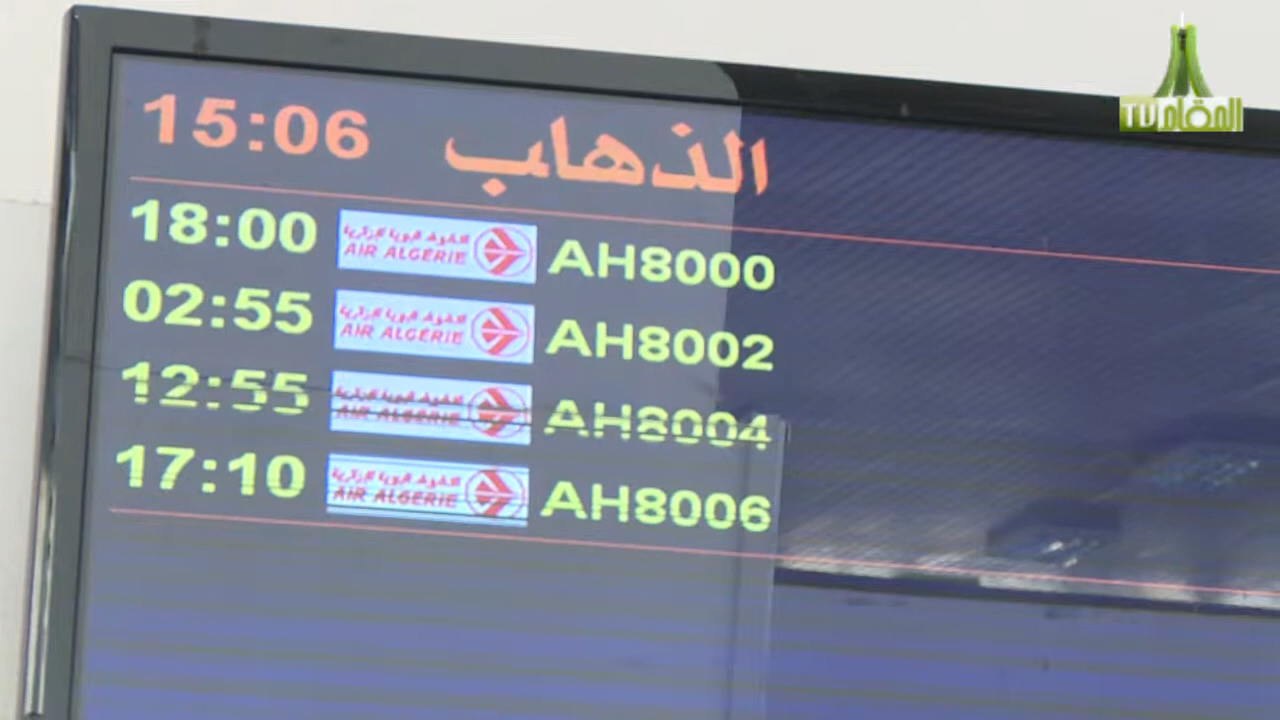 المقام TV
15:06 الذهاب
18:00 الخطوط الجوية الجزائرية AIR ALGERIE AH8000
02:55 الخطوط الجوية الجزائرية AIR ALGERIE AH8002
12:55 الخطوط الجوية الجزائرية AIR ALGERIE AH8004
17:10 الخطوط الجوية الجزائرية AIR ALGERIE AH8006